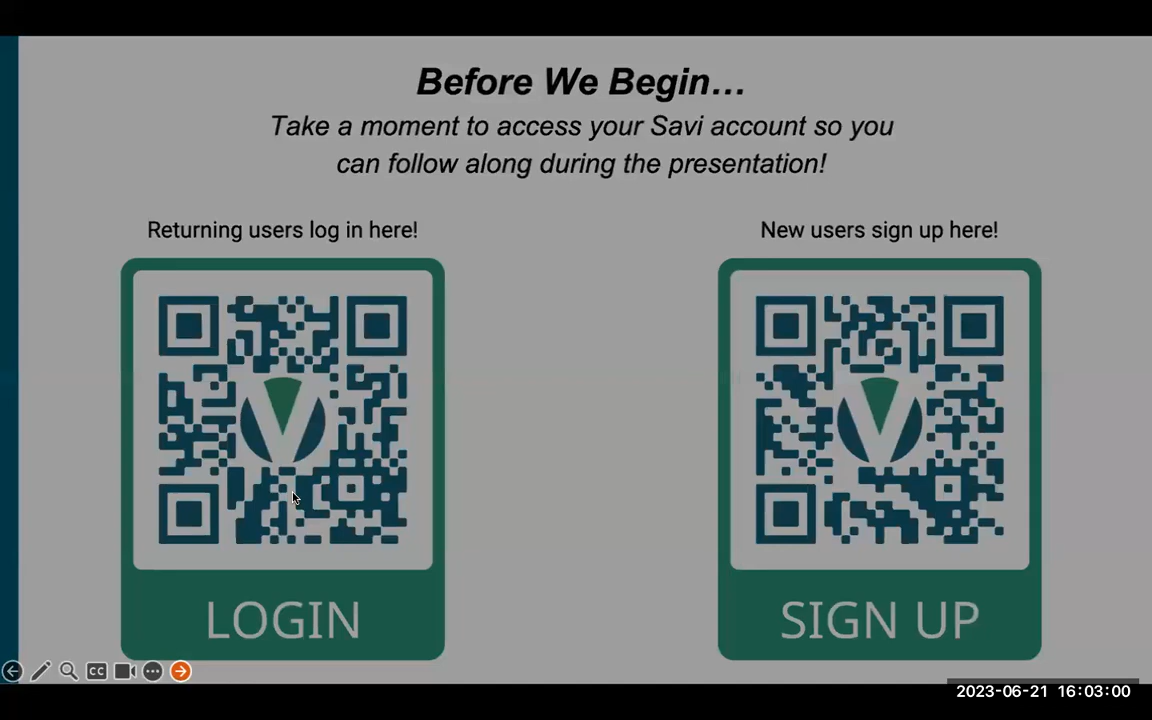 Before We Begin...
Take a moment to access your Savi account so you
can follow along during the presentation!
Returning users log in here!
New users sign up here!
LOGIN
SIGN UP
CC
2023-06-21 16:03:00